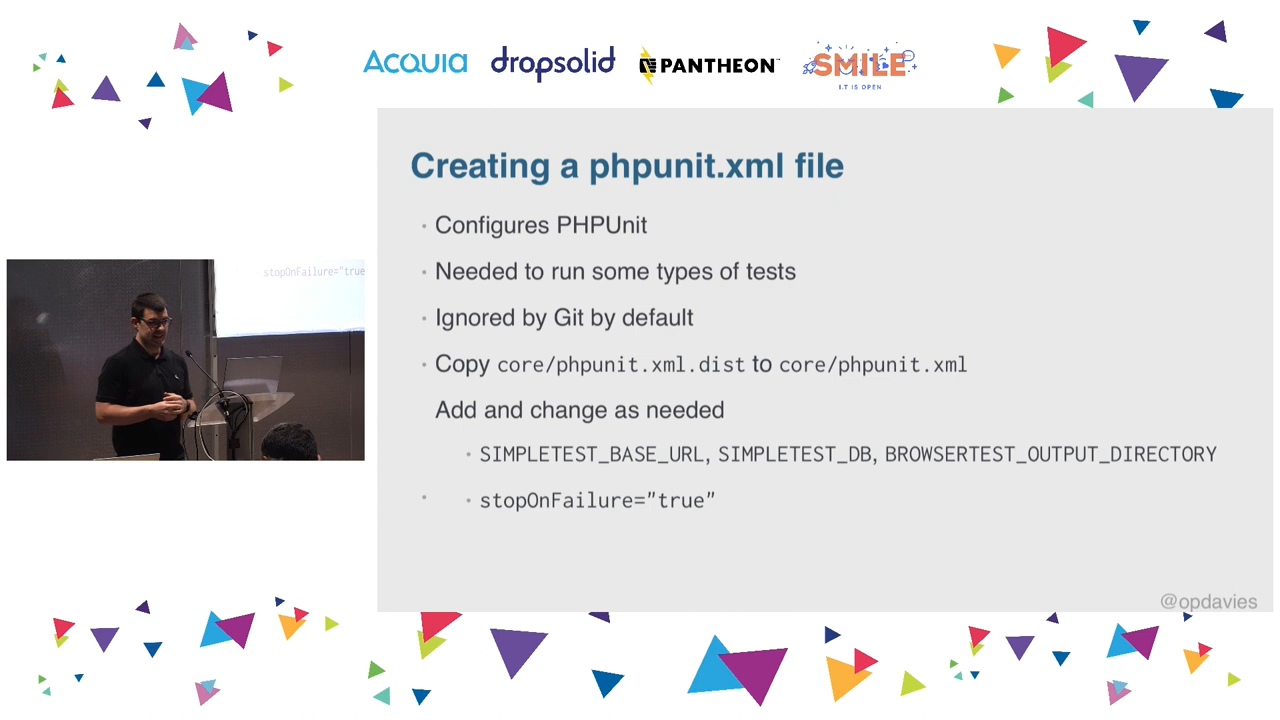 ACQUIA dropsolid PANTHEON SMILE
I.T IS OPEN
Creating a phpunit.xml file
• Configures PHPUnit
• Needed to run some types of tests
• Ignored by Git by default
• Copy core/phpunit.xml.dist to core/phpunit.xml
Add and change as needed
• SIMPLETEST_BASE_URL, SIMPLETEST_DB, BROWSERTEST_OUTPUT_DIRECTORY
• • stopOnFailure="true"
stopOnFailure="true
@opdavies